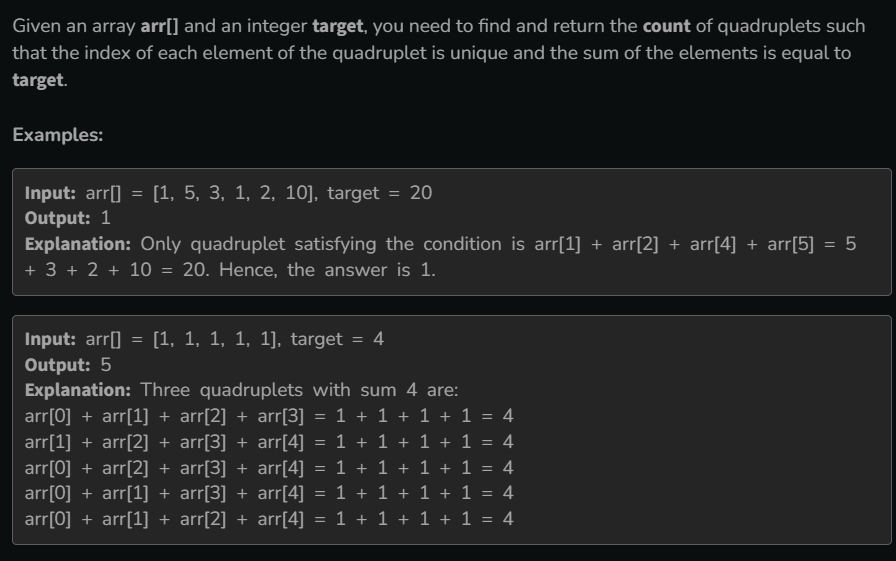 Given an array arr[] and an integer target, you need to find and return the count of quadruplets such
that the index of each element of the quadruplet is unique and the sum of the elements is equal to
target.
Examples:
Input: arr[] = [1, 5, 3, 1, 2, 10], target = 20
Output: 1
Explanation: Only quadruplet satisfying the condition is arr[1] + arr[2] + arr[4] + arr[5] = 5
+ 3 + 2 + 10 = 20. Hence, the answer is 1.
Input: arr[] = [1, 1, 1, 1, 1], target = 4
Output: 5
Explanation: Three quadruplets with sum 4 are:
arr[0] + arr[1] + arr[2] + arr[3] = 1 + 1 + 1 + 1 = 4
arr[1] + arr[2] + arr[3] + arr[4] = 1 + 1 + 1 + 1 = 4
arr[0] + arr[2] + arr[3] + arr[4] = 1 + 1 + 1 + 1 = 4
arr[0] + arr[1] + arr[3] + arr[4] = 1 + 1 + 1 + 1 = 4
arr[0] + arr[1] + arr[2] + arr[4] = 1 + 1 + 1 + 1 = 4